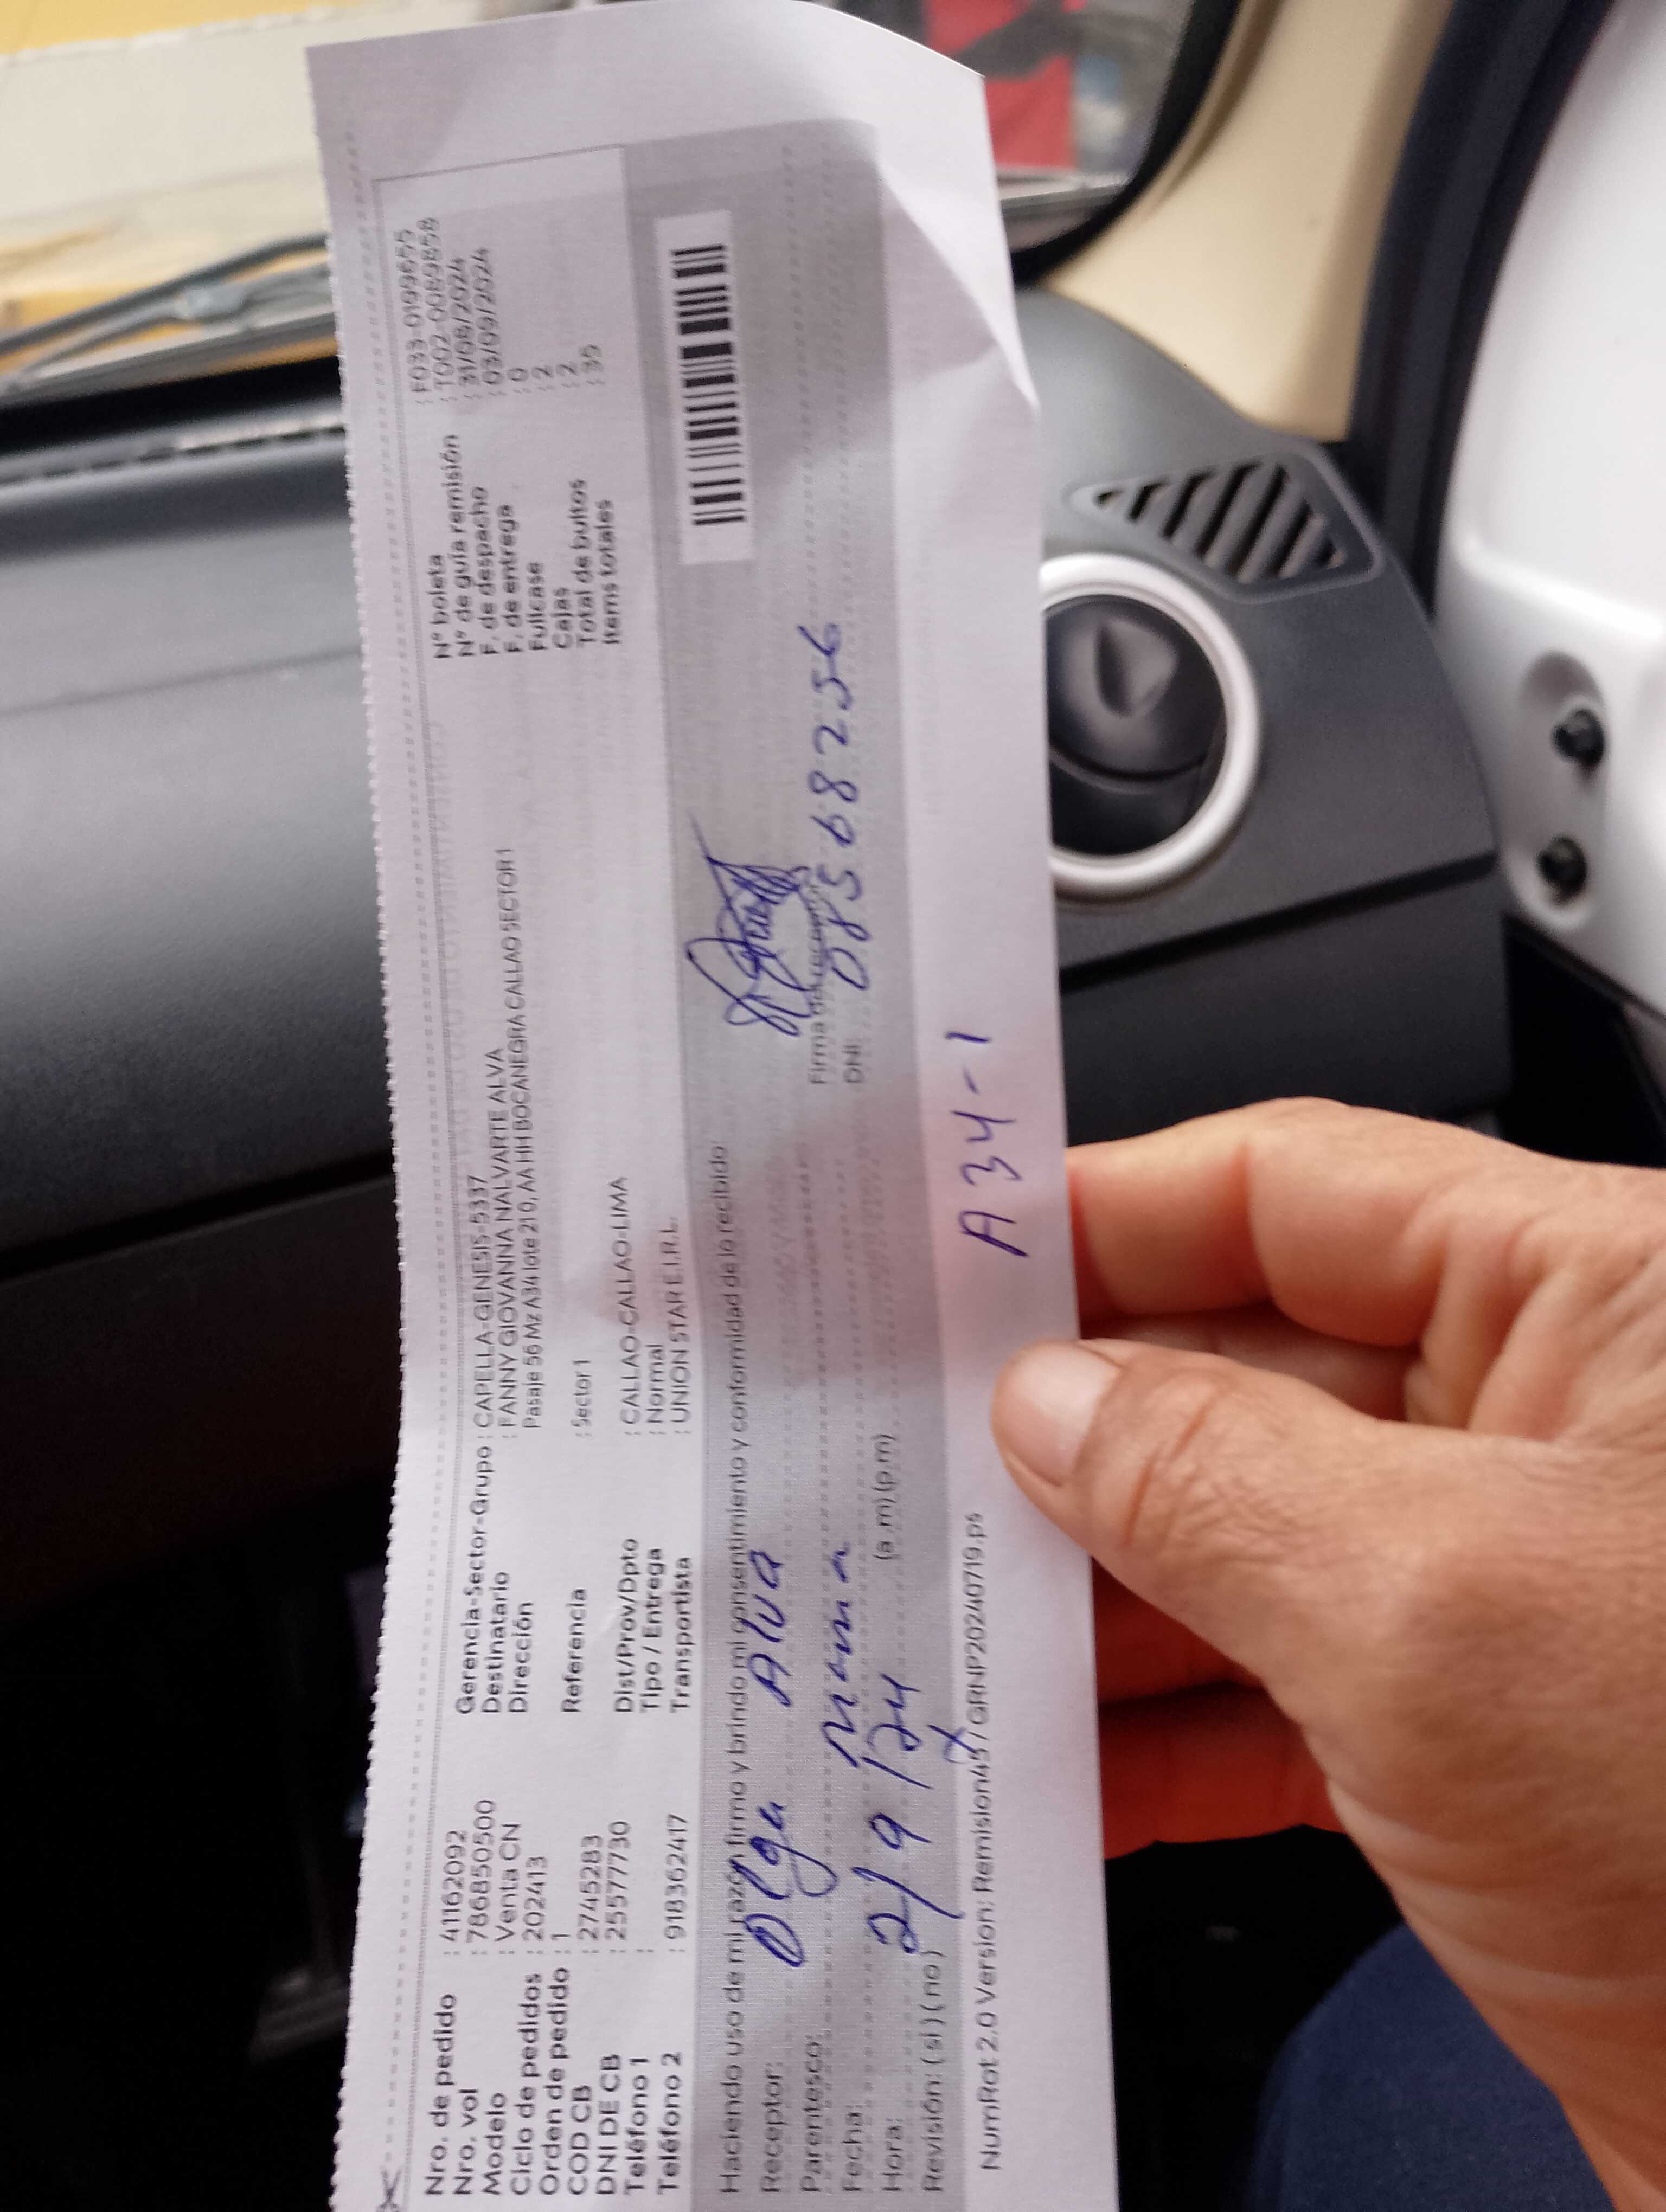 Nro. de pedido : 41162092
Nro. vol : 786850500
Modelo : Venta CN
Ciclo de pedidos : 202413
Orden de pedido : 1
COD CB : 2745283
DNI DE CB : 25577730
Teléfono 1 :
Teléfono 2 : 918362417
Gerencia-Sector-Grupo : CAPELLA-GENESIS-5337
Destinatario : FANNY GIOVANNA NALVARTE ALVA
Dirección Pasaje 56 Mz A34 lote 210, AA HH BOCANEGRA CALLAO SECTOR 1
Referencia : Sector 1
Dist/Prov/Dpto : CALLAO-CALLAO-LIMA
Tipo / Entrega : Normal
Transportista : UNION STAR E.I.R.L.
N° boleta : F033-0199655
N° de guía remisión : T002-0089858
F. de despacho : 31/08/2024
F. de entrega : 03/09/2024
Fullcase : 0
Cajas : 2
Total de bultos : 2
Items totales : 35
Haciendo uso de mi razón firmo y brindo mi consentimiento y conformidad de lo recibido
Receptor: Olga Alva
Parentesco: mama
Fecha: 2/9/24
Hora: (a.m) (p.m)
Revisión: ( si ) ( no )
Firma de recepción
DNI: 085682556
A34-1
NumRot 2.0 Version; Remision45 / GRNP20240719.ps